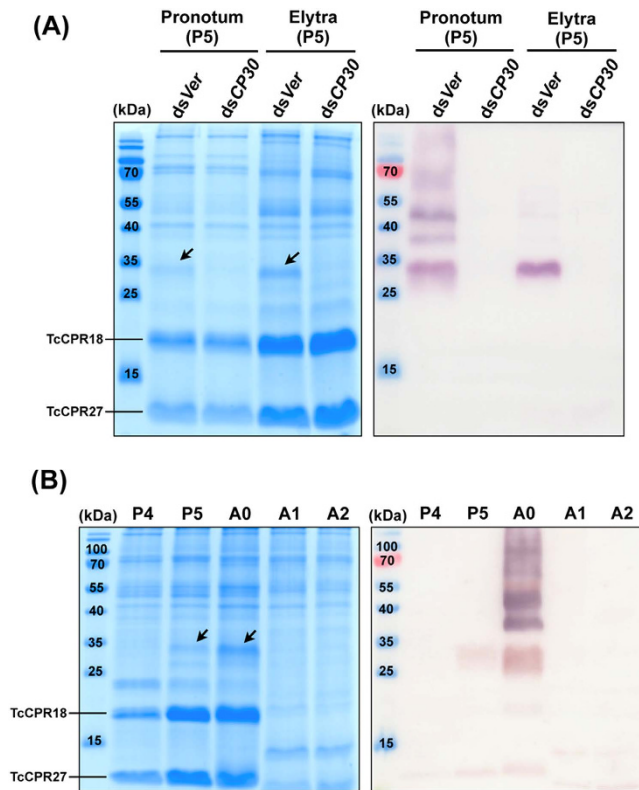 (A)
Pronotum (P5) Elytra (P5) Pronotum (P5) Elytra (P5)
(kDa) dsVer dsCP30 dsVer dsCP30 (kDa) dsVer dsCP30 dsVer dsCP30
70 70
55 55
40 40
35 35
25 25
TcCPR18
15 15
TcCPR27
(B)
(kDa) P4 P5 A0 A1 A2 (kDa) P4 P5 A0 A1 A2
100 100
70 70
55 55
40 40
35 35
25 25
TcCPR18
15 15
TcCPR27